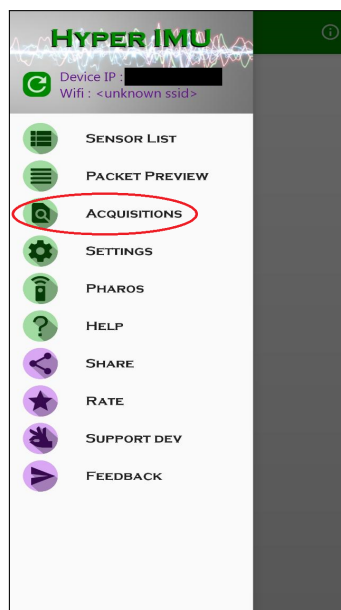 HYPER IMU
Device IP :
Wifi : <unknown ssid>
SENSOR LIST
PACKET PREVIEW
ACQUISITIONS
SETTINGS
PHAROS
HELP
SHARE
RATE
SUPPORT DEV
FEEDBACK